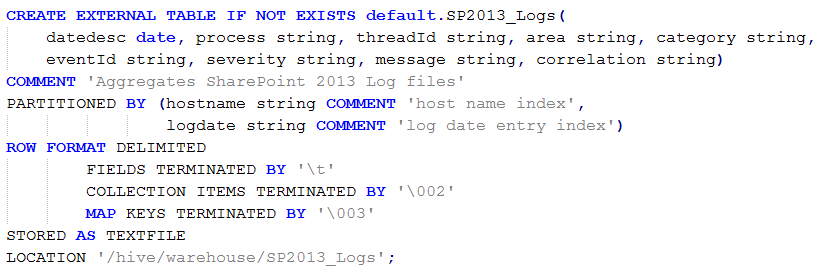 CREATE EXTERNAL TABLE IF NOT EXISTS default.SP2013_Logs(
    datedesc date, process string, threadId string, area string, category string,
    eventId string, severity string, message string, correlation string)
COMMENT 'Aggregates SharePoint 2013 Log files'
PARTITIONED BY (hostname string COMMENT 'host name index',
                logdate string COMMENT 'log date entry index')
ROW FORMAT DELIMITED
        FIELDS TERMINATED BY '\t'
        COLLECTION ITEMS TERMINATED BY '\002'
        MAP KEYS TERMINATED BY '\003'
STORED AS TEXTFILE
LOCATION '/hive/warehouse/SP2013_Logs';